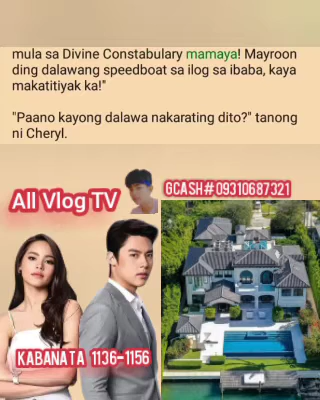 mula sa Divine Constabulary mamaya! Mayroon
ding dalawang speedboat sa ilog sa ibaba, kaya
makatitiyak ka!"
"Paano kayong dalawa nakarating dito?" tanong
ni Cheryl.
All Vlog TV
GCASH#09310687321
KABANATA 1136-1156